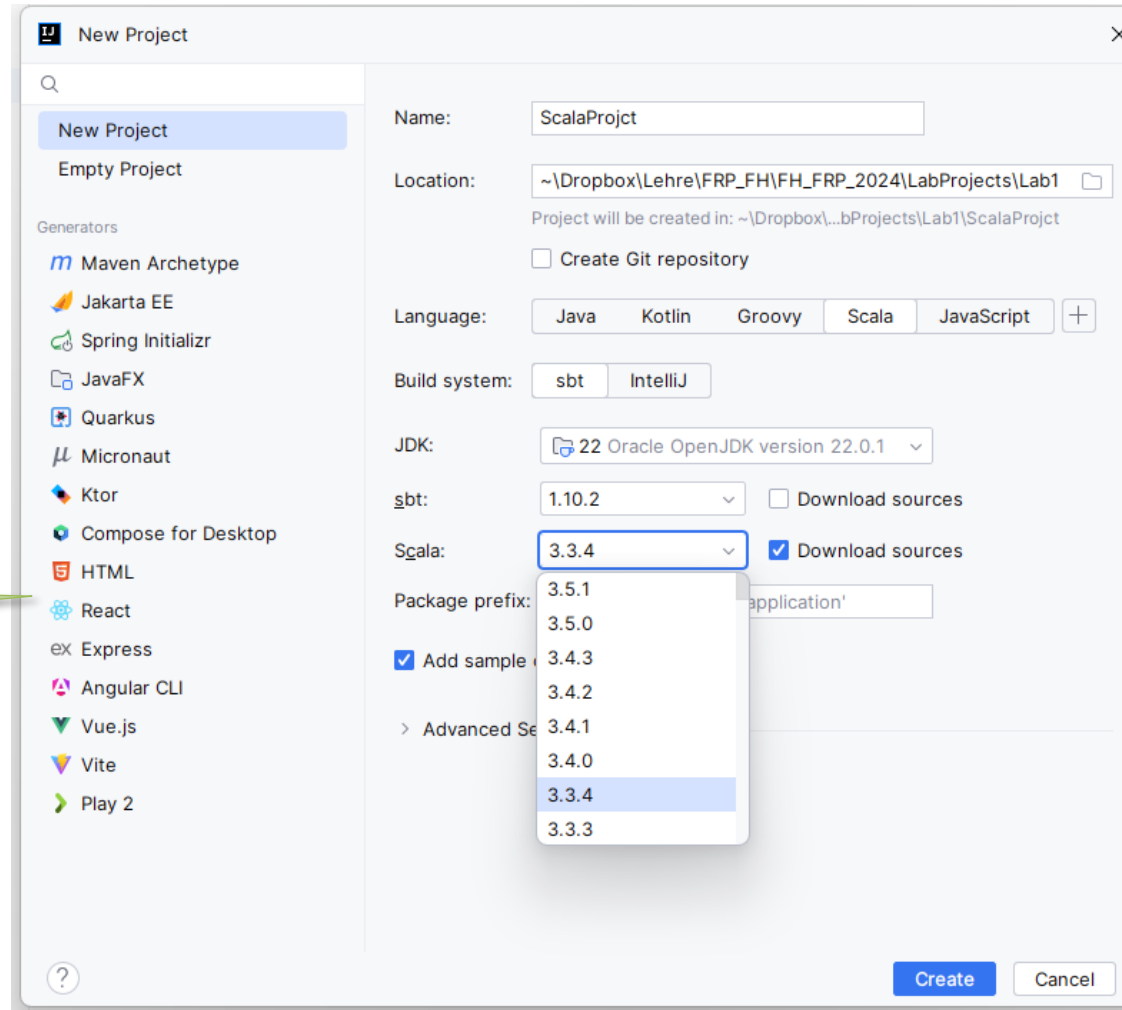 New Project
New Project
Empty Project
Generators
Maven Archetype
Jakarta EE
Spring Initializr
JavaFX
Quarkus
Micronaut
Ktor
Compose for Desktop
HTML
React
ex Express
Angular CLI
Vue.js
Vite
Play 2
Name: ScalaProjct
Location: ~\Dropbox\Lehre\FRP_FH\FH_FRP_2024\LabProjects\Lab1
Project will be created in: ~\Dropbox\...bProjects\Lab1\ScalaProjct
Create Git repository
Language: Java Kotlin Groovy Scala JavaScript +
Build system: sbt IntelliJ
JDK: 22 Oracle OpenJDK version 22.0.1
sbt: 1.10.2 Download sources
Scala: 3.3.4 Download sources
Package prefix: application'
Add sample
Advanced Se
3.5.1
3.5.0
3.4.3
3.4.2
3.4.1
3.4.0
3.3.4
3.3.3
? Create Cancel